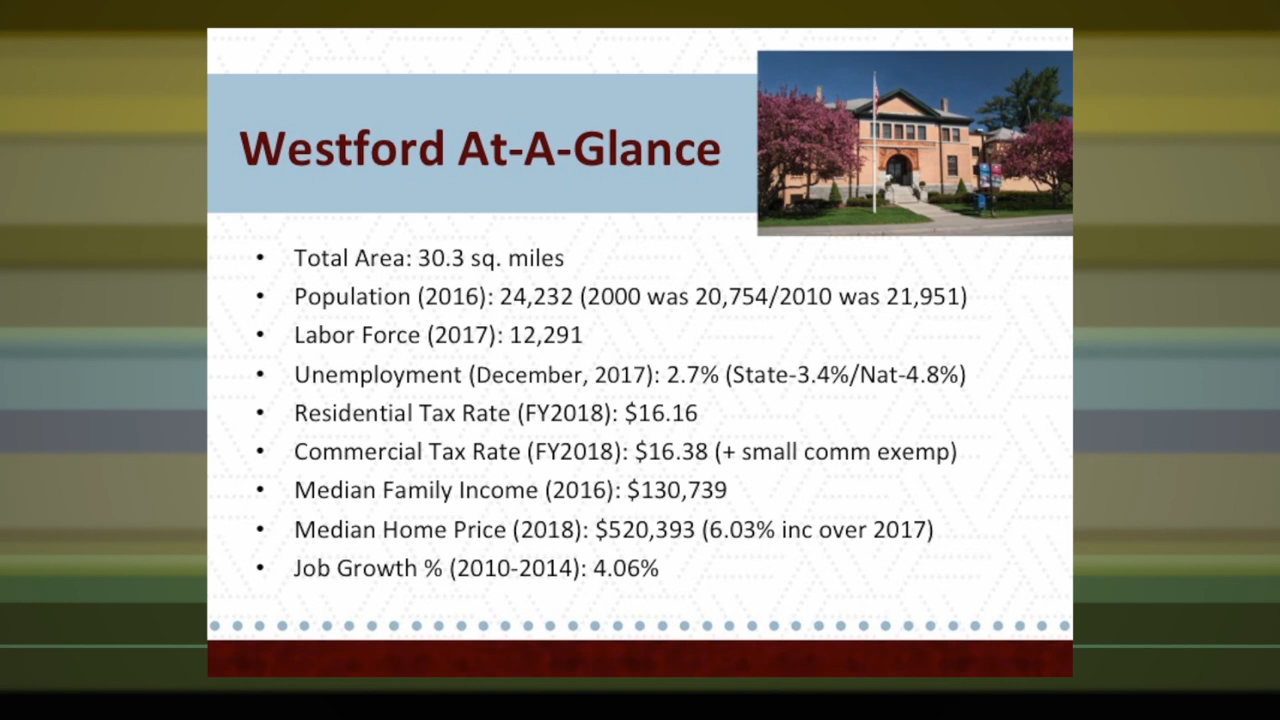 Westford At-A-Glance
• Total Area: 30.3 sq. miles
• Population (2016): 24,232 (2000 was 20,754/2010 was 21,951)
• Labor Force (2017): 12,291
• Unemployment (December, 2017): 2.7% (State-3.4%/Nat-4.8%)
• Residential Tax Rate (FY2018): $16.16
• Commercial Tax Rate (FY2018): $16.38 (+ small comm exemp)
• Median Family Income (2016): $130,739
• Median Home Price (2018): $520,393 (6.03% inc over 2017)
• Job Growth % (2010-2014): 4.06%